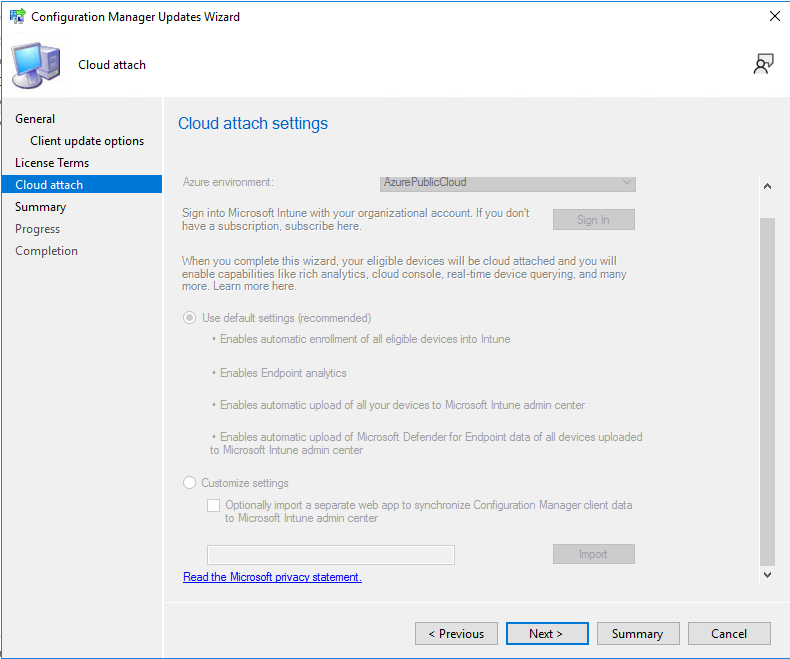 Configuration Manager Updates Wizard
Cloud attach
General
Client update options
License Terms
Cloud attach
Summary
Progress
Completion
Cloud attach settings
Azure environment:
AzurePublicCloud
Sign into Microsoft Intune with your organizational account. If you don't
have a subscription, subscribe here.
Sign In
When you complete this wizard, your eligible devices will be cloud attached and you will
enable capabilities like rich analytics, cloud console, real-time device querying, and many
more. Learn more here.
Use default settings (recommended)
• Enables automatic enrollment of all eligible devices into Intune
• Enables Endpoint analytics
• Enables automatic upload of all your devices to Microsoft Intune admin center
• Enables automatic upload of Microsoft Defender for Endpoint data of all devices uploaded
to Microsoft Intune admin center
Customize settings
Optionally import a separate web app to synchronize Configuration Manager client data
to Microsoft Intune admin center
Import
Read the Microsoft privacy statement.
< Previous
Next >
Summary
Cancel